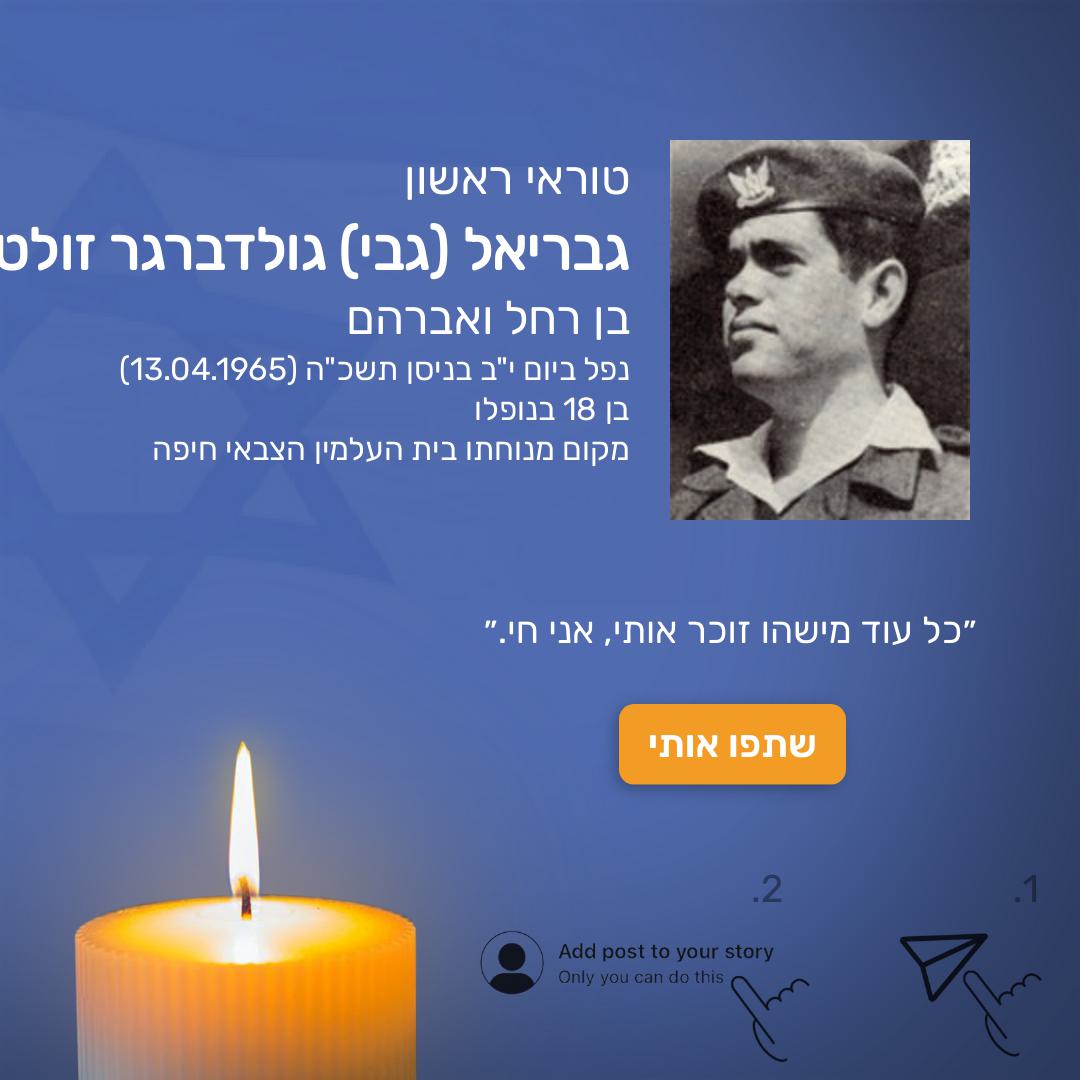 טוראי ראשון
גבריאל (גבי) גולדברגר זולט
בן רחל ואברהם
נפל ביום י"ב בניסן תשכ"ה (13.04.1965)
בן 18 בנופלו
מקום מנוחתו בית העלמין הצבאי חיפה
״כל עוד מישהו זוכר אותי, אני חי.״
שתפו אותי
1.
2.
Add post to your story
Only you can do this